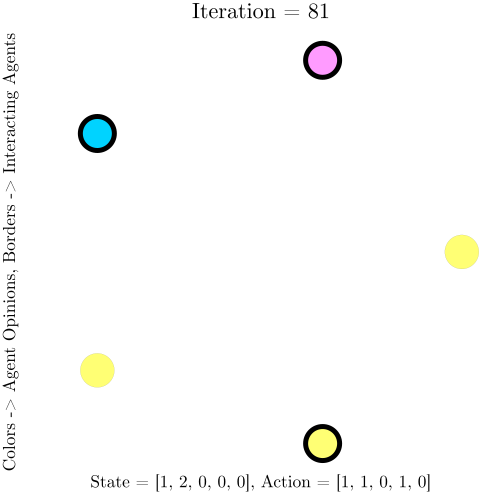 Iteration = 81
Colors -> Agent Opinions, Borders -> Interacting Agents
State = [1, 2, 0, 0, 0], Action = [1, 1, 0, 1, 0]